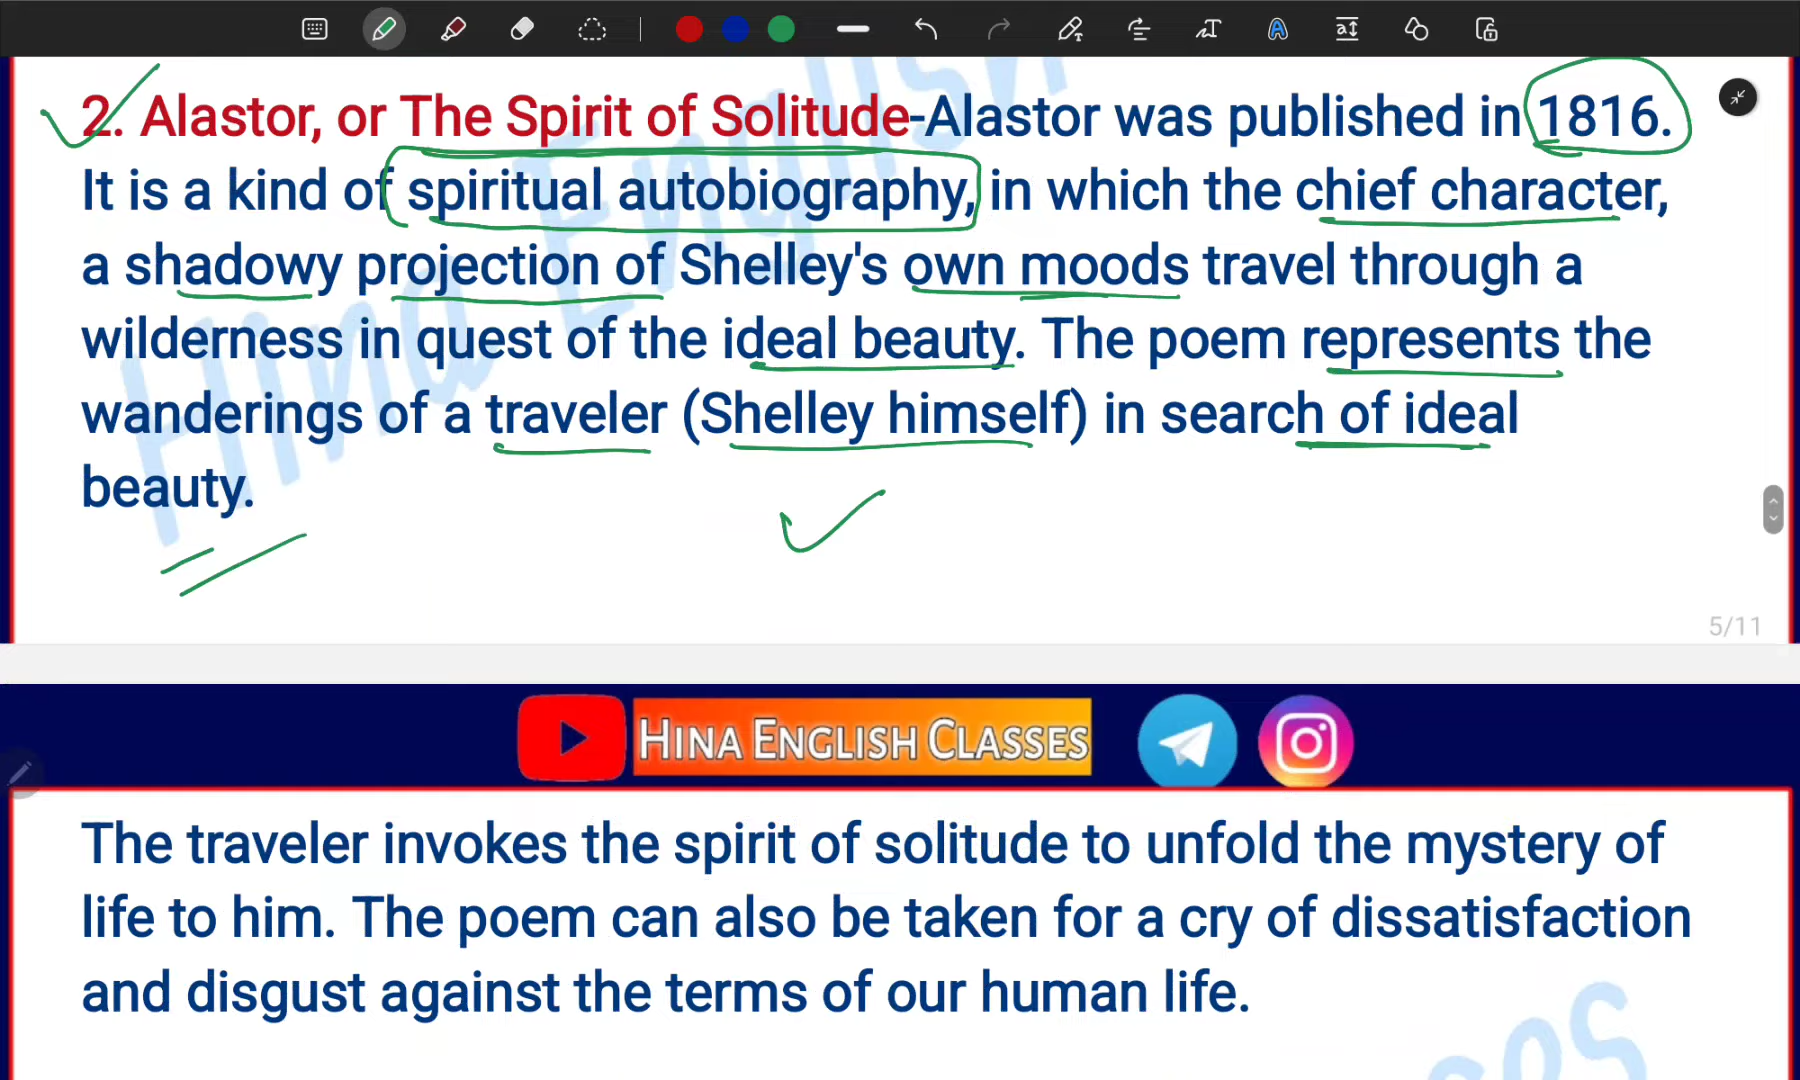 2. Alastor, or The Spirit of Solitude-Alastor was published in 1816.
It is a kind of spiritual autobiography, in which the chief character,
a shadowy projection of Shelley's own moods travel through a
wilderness in quest of the ideal beauty. The poem represents the
wanderings of a traveler (Shelley himself) in search of ideal
beauty.
5/11
HINA ENGLISH CLASSES
The traveler invokes the spirit of solitude to unfold the mystery of
life to him. The poem can also be taken for a cry of dissatisfaction
and disgust against the terms of our human life.
Hina English